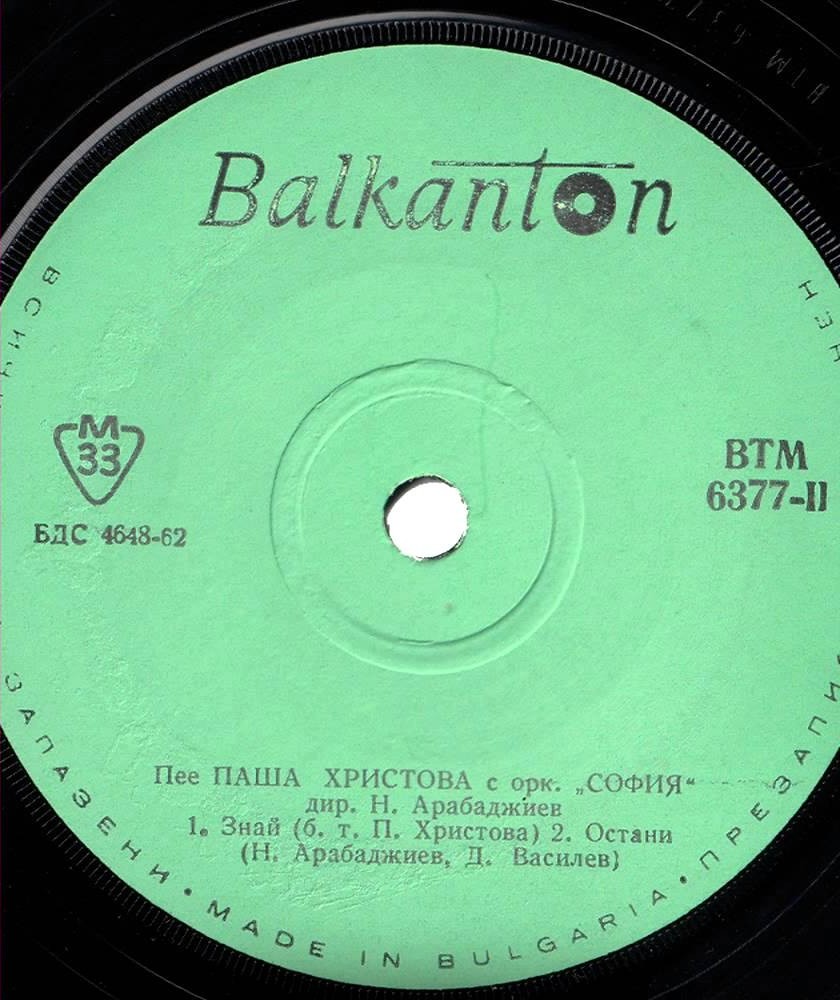 Balkanton
М
33
БДС 4648-62
ВТМ
6377-II
Пее ПАША ХРИСТОВА с орк. „СОФИЯ“
дир. Н. Арабаджиев
1. Знай (б. т. П. Христова) 2. Остани
(Н. Арабаджиев, Д. Василев)
ЗАПАЗЕНИ • MADE IN BULGARIA •